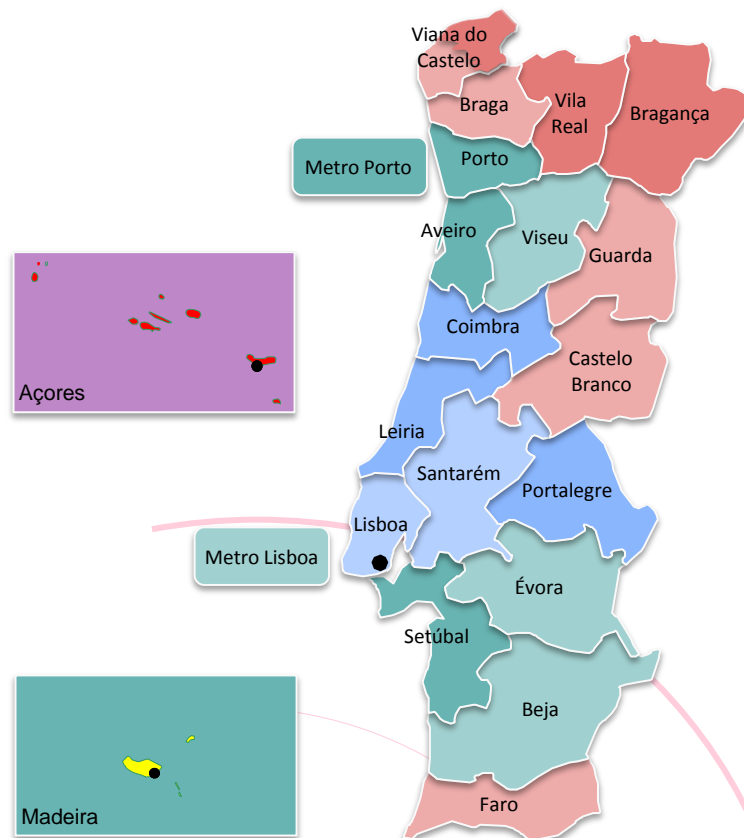 Viana do
Castelo
Braga
Vila
Real
Bragança
Metro Porto
Porto
Aveiro
Viseu
Guarda
Coimbra
Castelo
Branco
Açores
Leiria
Santarém
Portalegre
Lisboa
Metro Lisboa
Évora
Setúbal
Beja
Madeira
Faro